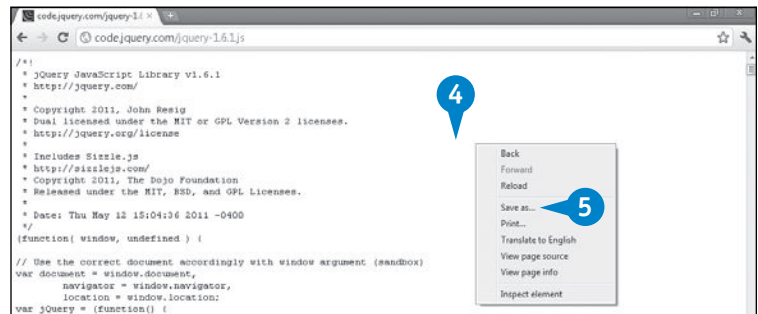 code.jquery.com/jquery-1.6
code.jquery.com/jquery-1.6.1.js
/*!
* jQuery JavaScript Library v1.6.1
* http://jquery.com/
*
* Copyright 2011, John Resig
* Dual licensed under the MIT or GPL Version 2 licenses.
* http://jquery.org/license
*
* Includes Sizzle.js
* http://sizzlejs.com/
* Copyright 2011, The Dojo Foundation
* Released under the MIT, BSD, and GPL Licenses.
*
* Date: Thu May 12 15:04:36 2011 -0400
*/
(function( window, undefined ) {
// Use the correct document accordingly with window argument (sandbox)
var document = window.document,
navigator = window.navigator,
location = window.location;
var jQuery = (function() {
4
Back
Forward
Reload
Save as...
5
Print...
Translate to English
View page source
View page info
Inspect element